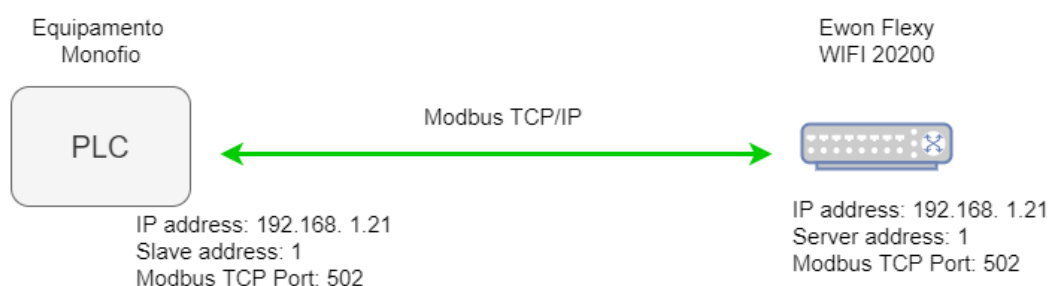 Equipamento
Monofio
Ewon Flexy
WIFI 20200
Modbus TCP/IP
PLC
IP address: 192.168. 1.21
Slave address: 1
Modbus TCP Port: 502
IP address: 192.168. 1.21
Server address: 1
Modbus TCP Port: 502